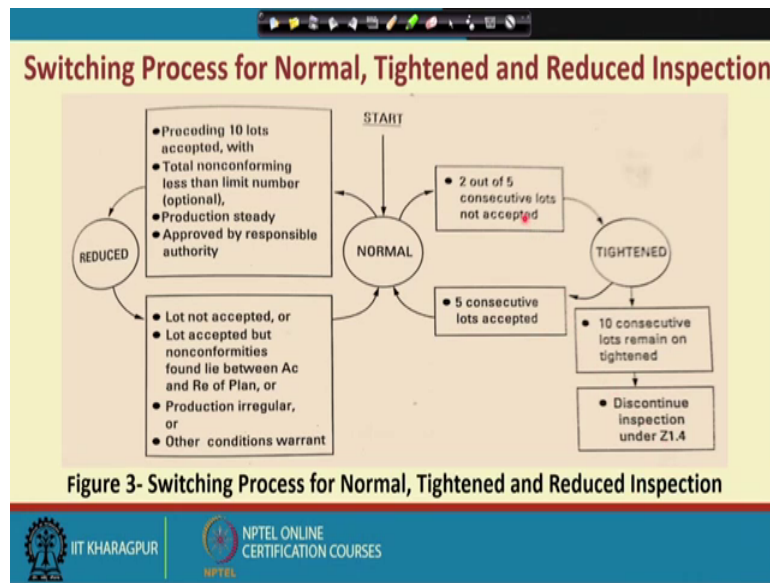 Switching Process for Normal, Tightened and Reduced Inspection
START
● Preceding 10 lots
accepted, with
● Total nonconforming
less than limit number
(optional),
● Production steady
● Approved by responsible
authority
● 2 out of 5
consecutive lots
not accepted
REDUCED
NORMAL
TIGHTENED
● Lot not accepted, or
● Lot accepted but
nonconformities
found lie between Ac
and Re of Plan, or
● Production irregular,
or
● Other conditions warrant
● 5 consecutive
lots accepted
● 10 consecutive
lots remain on
tightened
● Discontinue
inspection
under Z1.4
Figure 3- Switching Process for Normal, Tightened and Reduced Inspection
IIT KHARAGPUR
NPTEL
NPTEL ONLINE
CERTIFICATION COURSES